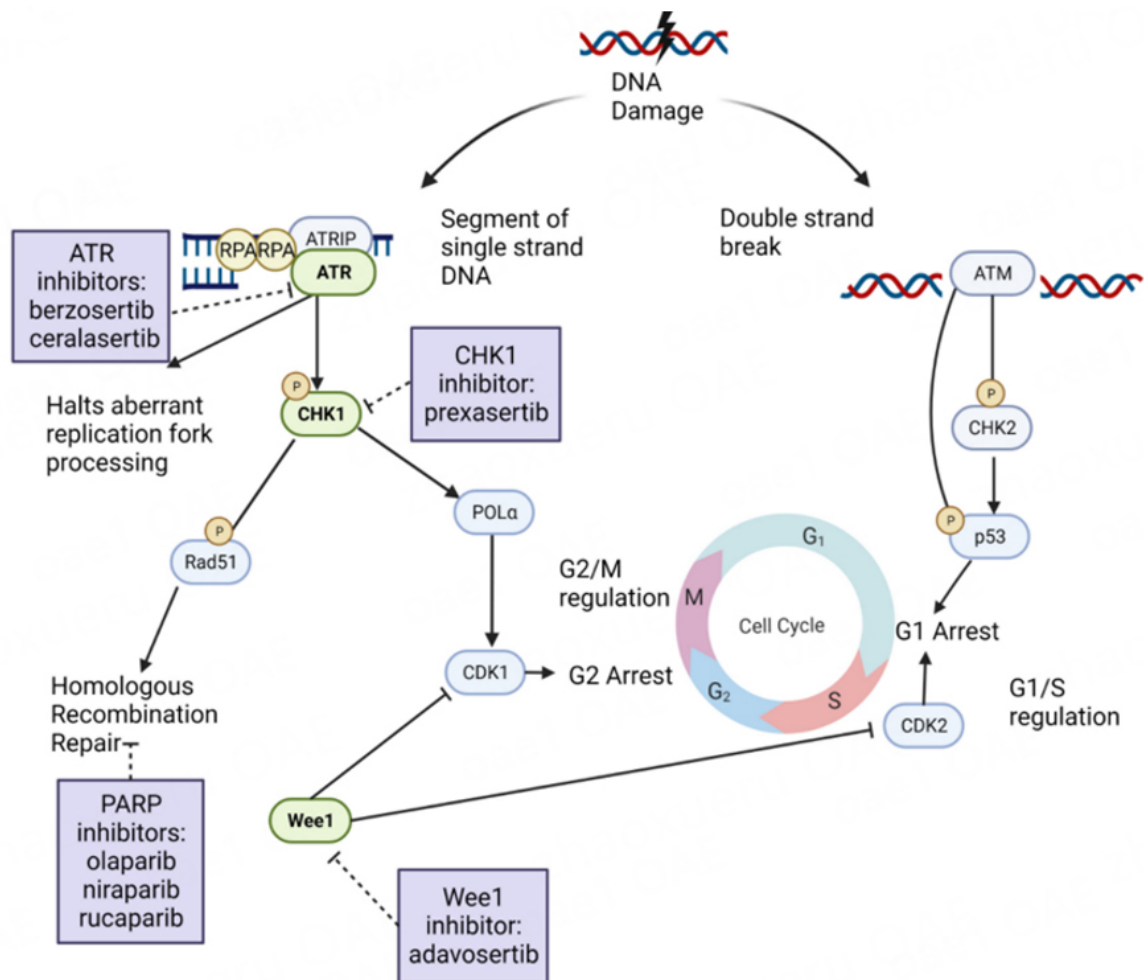 DNA
Damage
Segment of
single strand
DNA
Double strand
break
ATR
inhibitors:
berzosertib
ceralasertib
RPA
RPA
ATRIP
ATR
ATM
Halts aberrant
replication fork
processing
P
CHK1
CHK1
inhibitor:
prexasertib
P
CHK2
P
p53
POLα
P
Rad51
G2/M
regulation
G1
M
Cell Cycle
G2
S
G1 Arrest
CDK1
G2 Arrest
CDK2
G1/S
regulation
Homologous
Recombination
Repair
PARP
inhibitors:
olaparib
niraparib
rucaparib
Wee1
Wee1
inhibitor:
adavosertib